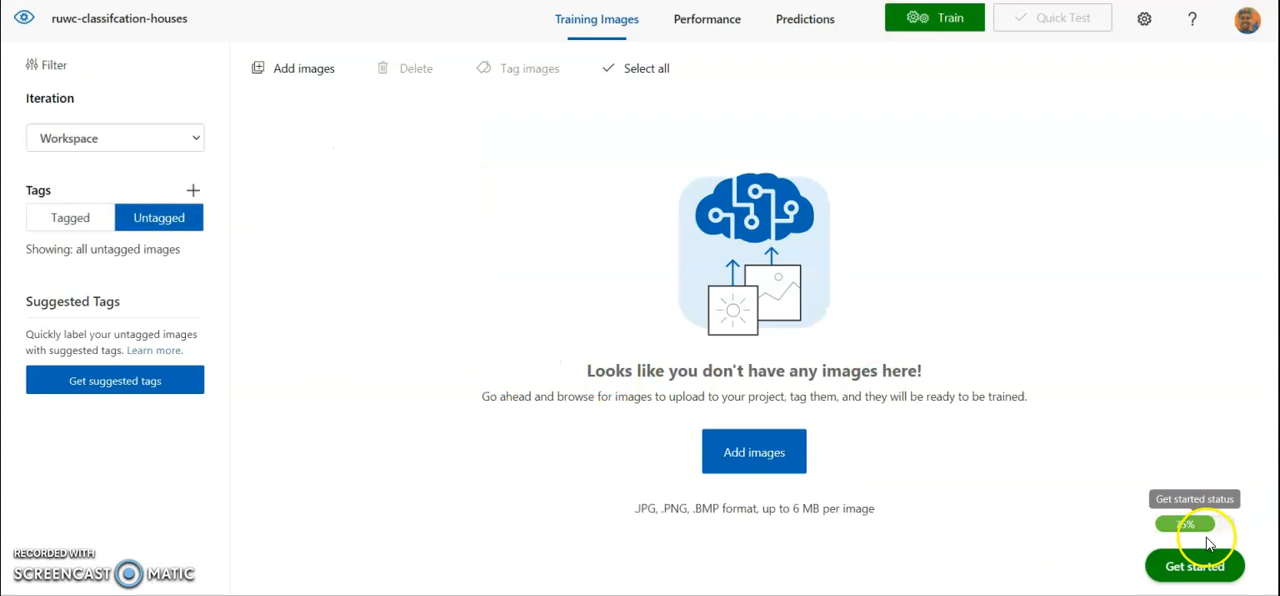 ruwc-classifcation-houses
Training Images
Performance
Predictions
Train
Quick Test
?
Filter
Add images
Delete
Tag images
Select all
Iteration
Workspace
Tags
Tagged
Untagged
Showing: all untagged images
Suggested Tags
Quickly label your untagged images
with suggested tags. Learn more.
Get suggested tags
Looks like you don't have any images here!
Go ahead and browse for images to upload to your project, tag them, and they will be ready to be trained.
Add images
.JPG, .PNG, .BMP format, up to 6 MB per image
Get started status
75%
Get started
RECORDED WITH
SCREENCAST MATIC